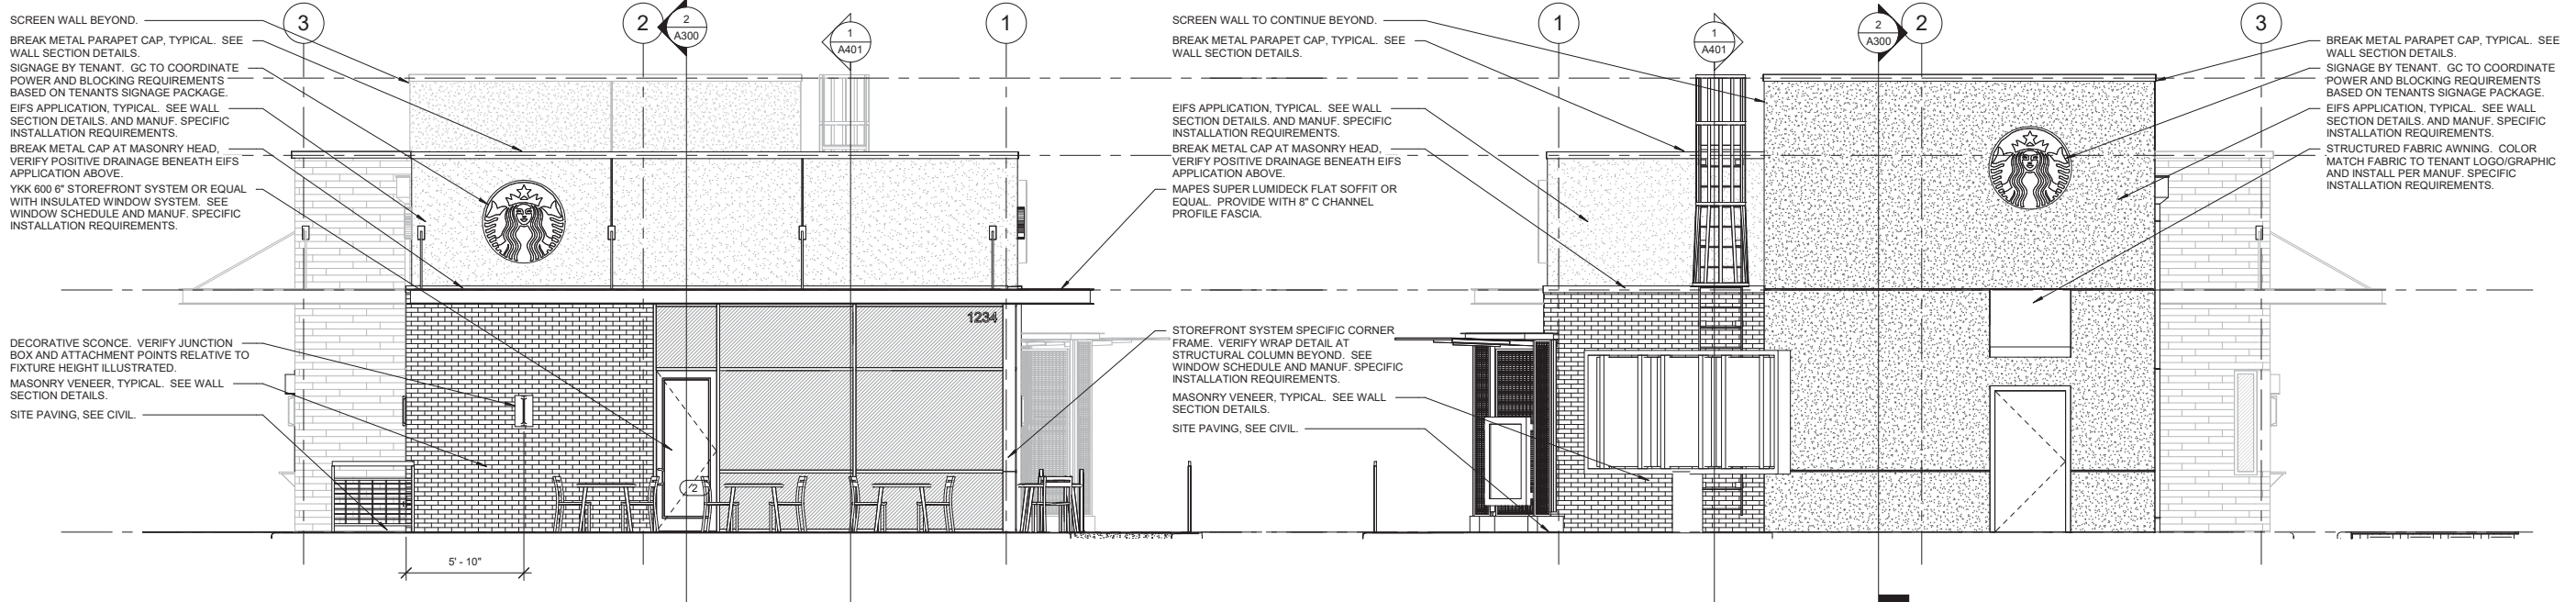 SCREEN WALL BEYOND.
BREAK METAL PARAPET CAP, TYPICAL. SEE
WALL SECTION DETAILS.
SIGNAGE BY TENANT. GC TO COORDINATE
POWER AND BLOCKING REQUIREMENTS
BASED ON TENANTS SIGNAGE PACKAGE.
EIFS APPLICATION, TYPICAL. SEE WALL
SECTION DETAILS. AND MANUF. SPECIFIC
INSTALLATION REQUIREMENTS.
BREAK METAL CAP AT MASONRY HEAD,
VERIFY POSITIVE DRAINAGE BENEATH EIFS
APPLICATION ABOVE.
YKK 600 6" STOREFRONT SYSTEM OR EQUAL
WITH INSULATED WINDOW SYSTEM. SEE
WINDOW SCHEDULE AND MANUF. SPECIFIC
INSTALLATION REQUIREMENTS.
DECORATIVE SCONCE. VERIFY JUNCTION
BOX AND ATTACHMENT POINTS RELATIVE TO
FIXTURE HEIGHT ILLUSTRATED.
MASONRY VENEER, TYPICAL. SEE WALL
SECTION DETAILS.
SITE PAVING, SEE CIVIL.
3
2
2
A300
1
A401
1
1234
2
5' - 10"
SCREEN WALL TO CONTINUE BEYOND.
BREAK METAL PARAPET CAP, TYPICAL. SEE
WALL SECTION DETAILS.
EIFS APPLICATION, TYPICAL. SEE WALL
SECTION DETAILS. AND MANUF. SPECIFIC
INSTALLATION REQUIREMENTS.
BREAK METAL CAP AT MASONRY HEAD,
VERIFY POSITIVE DRAINAGE BENEATH EIFS
APPLICATION ABOVE.
MAPES SUPER LUMIDECK FLAT SOFFIT OR
EQUAL. PROVIDE WITH 8" C CHANNEL
PROFILE FASCIA.
STOREFRONT SYSTEM SPECIFIC CORNER
FRAME. VERIFY WRAP DETAIL AT
STRUCTURAL COLUMN BEYOND. SEE
WINDOW SCHEDULE AND MANUF. SPECIFIC
INSTALLATION REQUIREMENTS.
MASONRY VENEER, TYPICAL. SEE WALL
SECTION DETAILS.
SITE PAVING, SEE CIVIL.
1
1
A401
2
A300
2
3
BREAK METAL PARAPET CAP, TYPICAL. SEE
WALL SECTION DETAILS.
SIGNAGE BY TENANT. GC TO COORDINATE
POWER AND BLOCKING REQUIREMENTS
BASED ON TENANTS SIGNAGE PACKAGE.
EIFS APPLICATION, TYPICAL. SEE WALL
SECTION DETAILS. AND MANUF. SPECIFIC
INSTALLATION REQUIREMENTS.
STRUCTURED FABRIC AWNING. COLOR
MATCH FABRIC TO TENANT LOGO/GRAPHIC
AND INSTALL PER MANUF. SPECIFIC
INSTALLATION REQUIREMENTS.